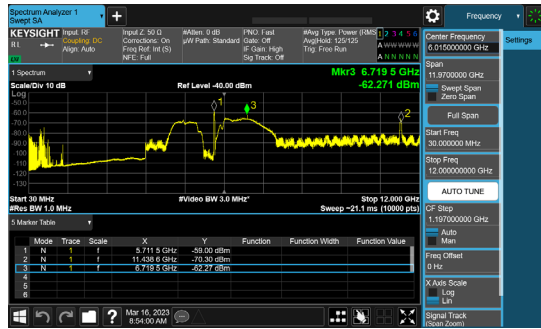 Spectrum Analyzer 1
Swept SA
Frequency
Settings
KEYSIGHT
Input: RF
Coupling: DC
Align: Auto
Input Z: 50 Ω
Corrections: On
Freq Ref: Int (S)
NFE: Full
#Atten: 0 dB
µW Path: Standard
PNO: Fast
Gate: Off
IF Gain: High
Sig Track: Off
#Avg Type: Power (RMS
Avg|Hold: 125/125
Trig: Free Run
1 2 3 4 5 6
A W W W W W
A N N N N N
1 Spectrum
Mkr3 6.719 5 GHz
Scale/Div 10 dB
Ref Level -40.00 dBm
-62.271 dBm
Log
-50.0
-60.0
-80.0
-90.0
-100
-110
-120
-130
1
3
2
Start 30 MHz
#Res BW 1.0 MHz
#Video BW 3.0 MHz*
Stop 12.000 GHz
Sweep ~21.1 ms (10000 pts)
5 Marker Table
Mode Trace Scale X Y Function Function Width Function Value
1 N 1 f 5.711 5 GHz -59.00 dBm
2 N 1 f 11.438 6 GHz -70.30 dBm
3 N 1 f 6.719 5 GHz -62.27 dBm
4
5
6
Mar 16, 2023
8:54:00 AM
Center Frequency
6.015000000 GHz
Span
11.9700000 GHz
Swept Span
Zero Span
Full Span
Start Freq
30.000000 MHz
Stop Freq
12.000000000 GHz
AUTO TUNE
CF Step
1.197000000 GHz
Auto
Man
Freq Offset
0 Hz
X Axis Scale
Log
Lin
Signal Track
(Span Zoom)